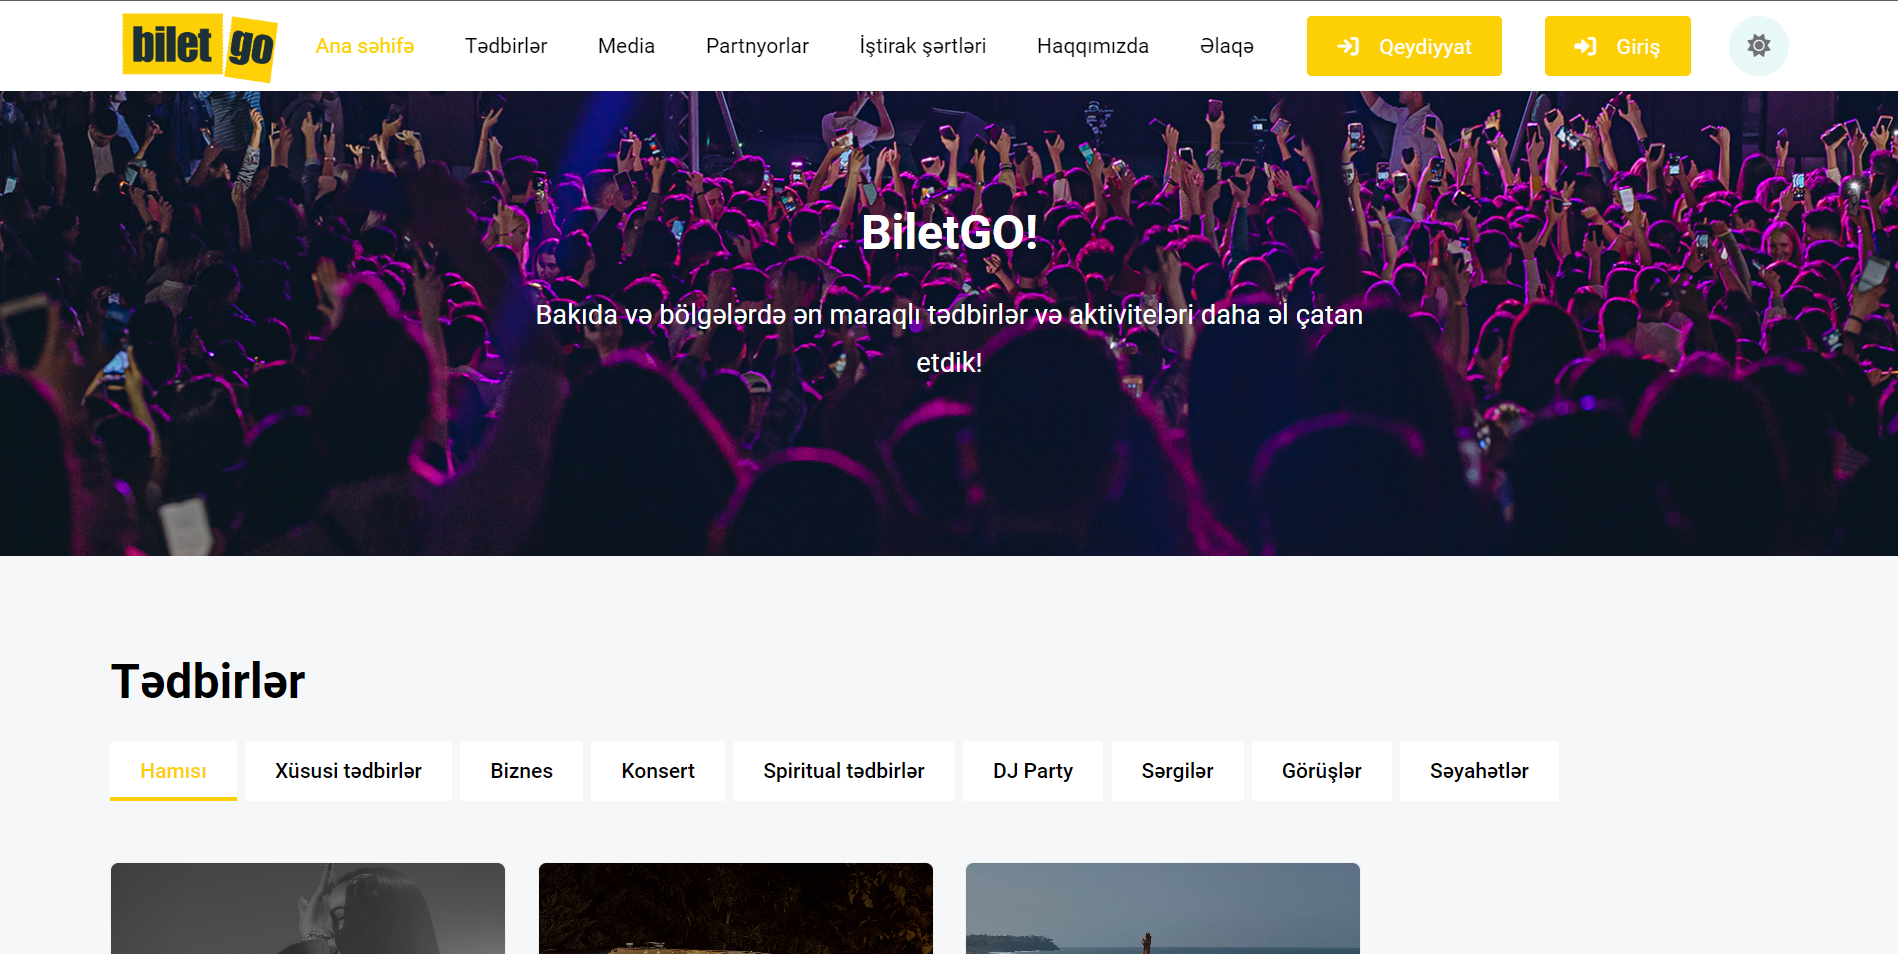 bilet go
Ana səhifə Tədbirlər Media Partnyorlar İştirak şərtləri Haqqımızda Əlaqə Qeydiyyat Giriş
BiletGO!
Bakıda və bölgələrdə ən maraqlı tədbirlər və aktiviteləri daha əl çatan
etdik!
Tədbirlər
Hamısı Xüsusi tədbirlər Biznes Konsert Spiritual tədbirlər DJ Party Sərgilər Görüşlər Səyahətlər